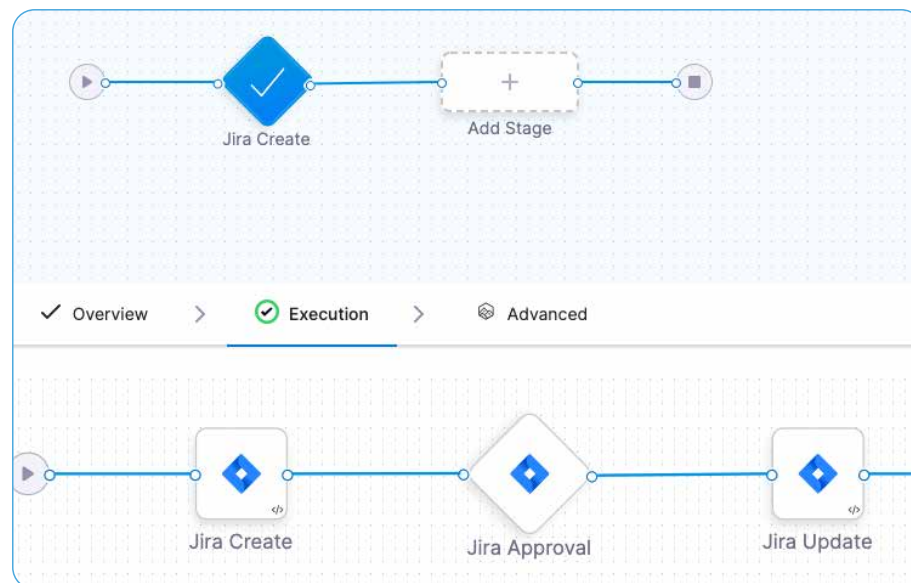 Jira Create
Add Stage
Overview
Execution
Advanced
Jira Create
Jira Approval
Jira Update